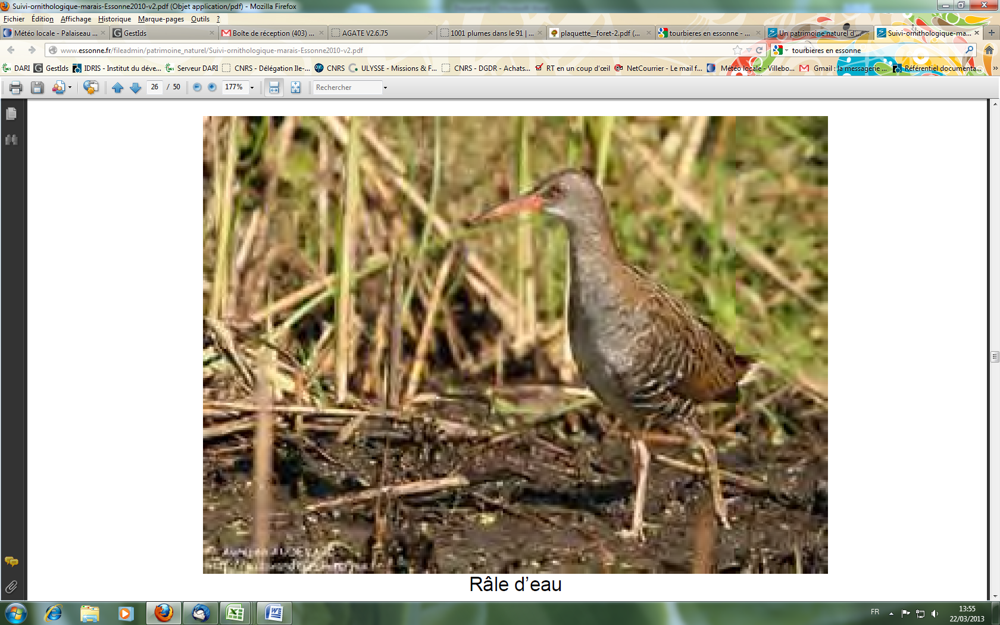 Suivi-ornithologique-marais-Essonne2010-v2.pdf (Objet application/pdf) - Mozilla Firefox
Fichier Édition Affichage Historique Marque-pages Outils ?
Météo locale - Palaiseau ... GestIds Boîte de réception (403) ... AGATE V2.6.75 1001 plumes dans le 91 | ... plaquette_foret-2.pdf (... tourbieres en essonne - ... Un patrimoine naturel d'... Suivi-ornithologique-ma...
www.essonne.fr/fileadmin/patrimoine_naturel/Suivi-ornithologique-marais-Essonne2010-v2.pdf tourbieres en essonne
DARI GestIds IDRIS - Institut du déve... Serveur DARI CNRS - Délégation Ile-... CNRS ULYSSE - Missions & F... CNRS - DGDR - Achats... RT en un coup d'œil NetCourrier - Le mail f... Météo locale - Villebo... Gmail : la messagerie ... Référentiel documenta... »
26 / 50 177% Rechercher
Râle d'eau
FR 13:55
22/03/2013